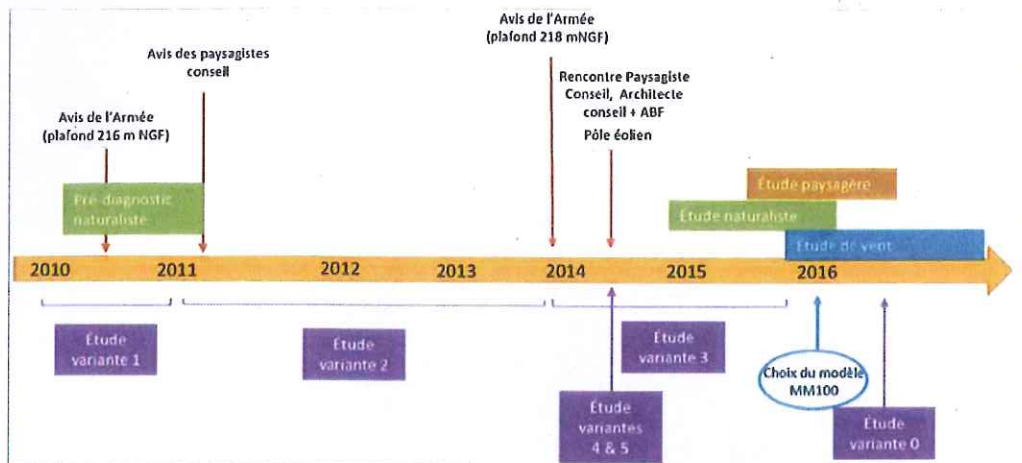 Avis de l'Armée
(plafond 218 mNGF)
Avis des paysagistes
conseil
Rencontre Paysagiste
Conseil, Architecte
conseil + ABF
Pôle éolien
Avis de l'Armée
(plafond 216 m NGF)
Pré-diagnostic
naturaliste
Étude paysagère
Étude naturaliste
Étude de vent
2010
2011
2012
2013
2014
2015
2016
Étude
variante 1
Étude
variante 2
Étude
variante 3
Étude
variantes
4 & 5
Choix du modèle
MM100
Étude
variante 0